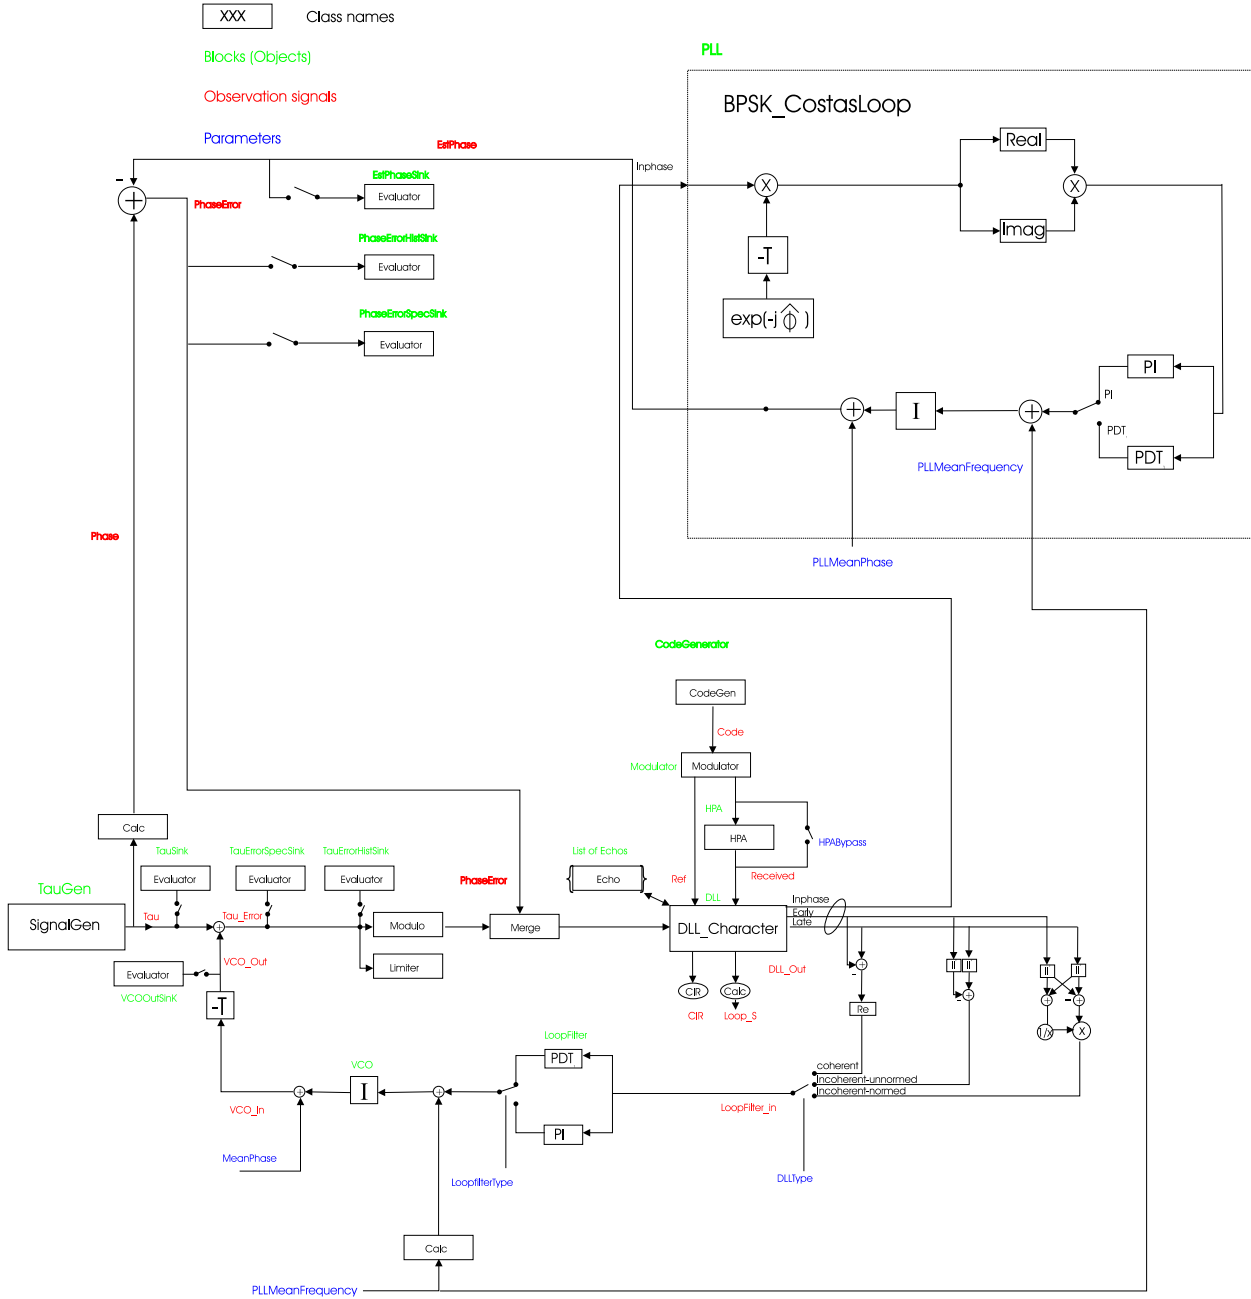 XXX Class names
Blocks (Objects)
Observation signals
Parameters
PLL
BPSK_CostasLoop
EstPhase
Inphase
Real
X
X
Imag
-T
exp(-j ϕ̂ )
−
+
PhaseError
EstPhaseSink
Evaluator
PhaseErrorHistSink
Evaluator
PhaseErrorSpecSink
Evaluator
PI
PI
PDT
PDT
+
I
+
PLLMeanFrequency
PLLMeanPhase
Phase
CodeGenerator
CodeGen
Code
Modulator
Modulator
HPA
HPA
HPABypass
Received
Ref
DLL
List of Echos
Echo
Calc
TauSink
TauErrorSpecSink
TauErrorHistSink
Evaluator
Evaluator
Evaluator
TauGen
SignalGen
Tau
+
Tau_Error
Modulo
PhaseError
Merge
Limiter
DLL_Character
Inphase
Early
Late
DLL_Out
VCO_Out
Evaluator
VCOOutSinK
-T
CIR
Calc
CIR
Loop_S
+
−
Re
||
||
+
−
||
||
+
+
−
1/x
X
coherent
Incoherent-unnormed
Incoherent-normed
LoopFilter_in
DLLType
LoopFilter
PDT
PI
LoopfilterType
+
VCO
I
+
VCO_In
MeanPhase
Calc
PLLMeanFrequency